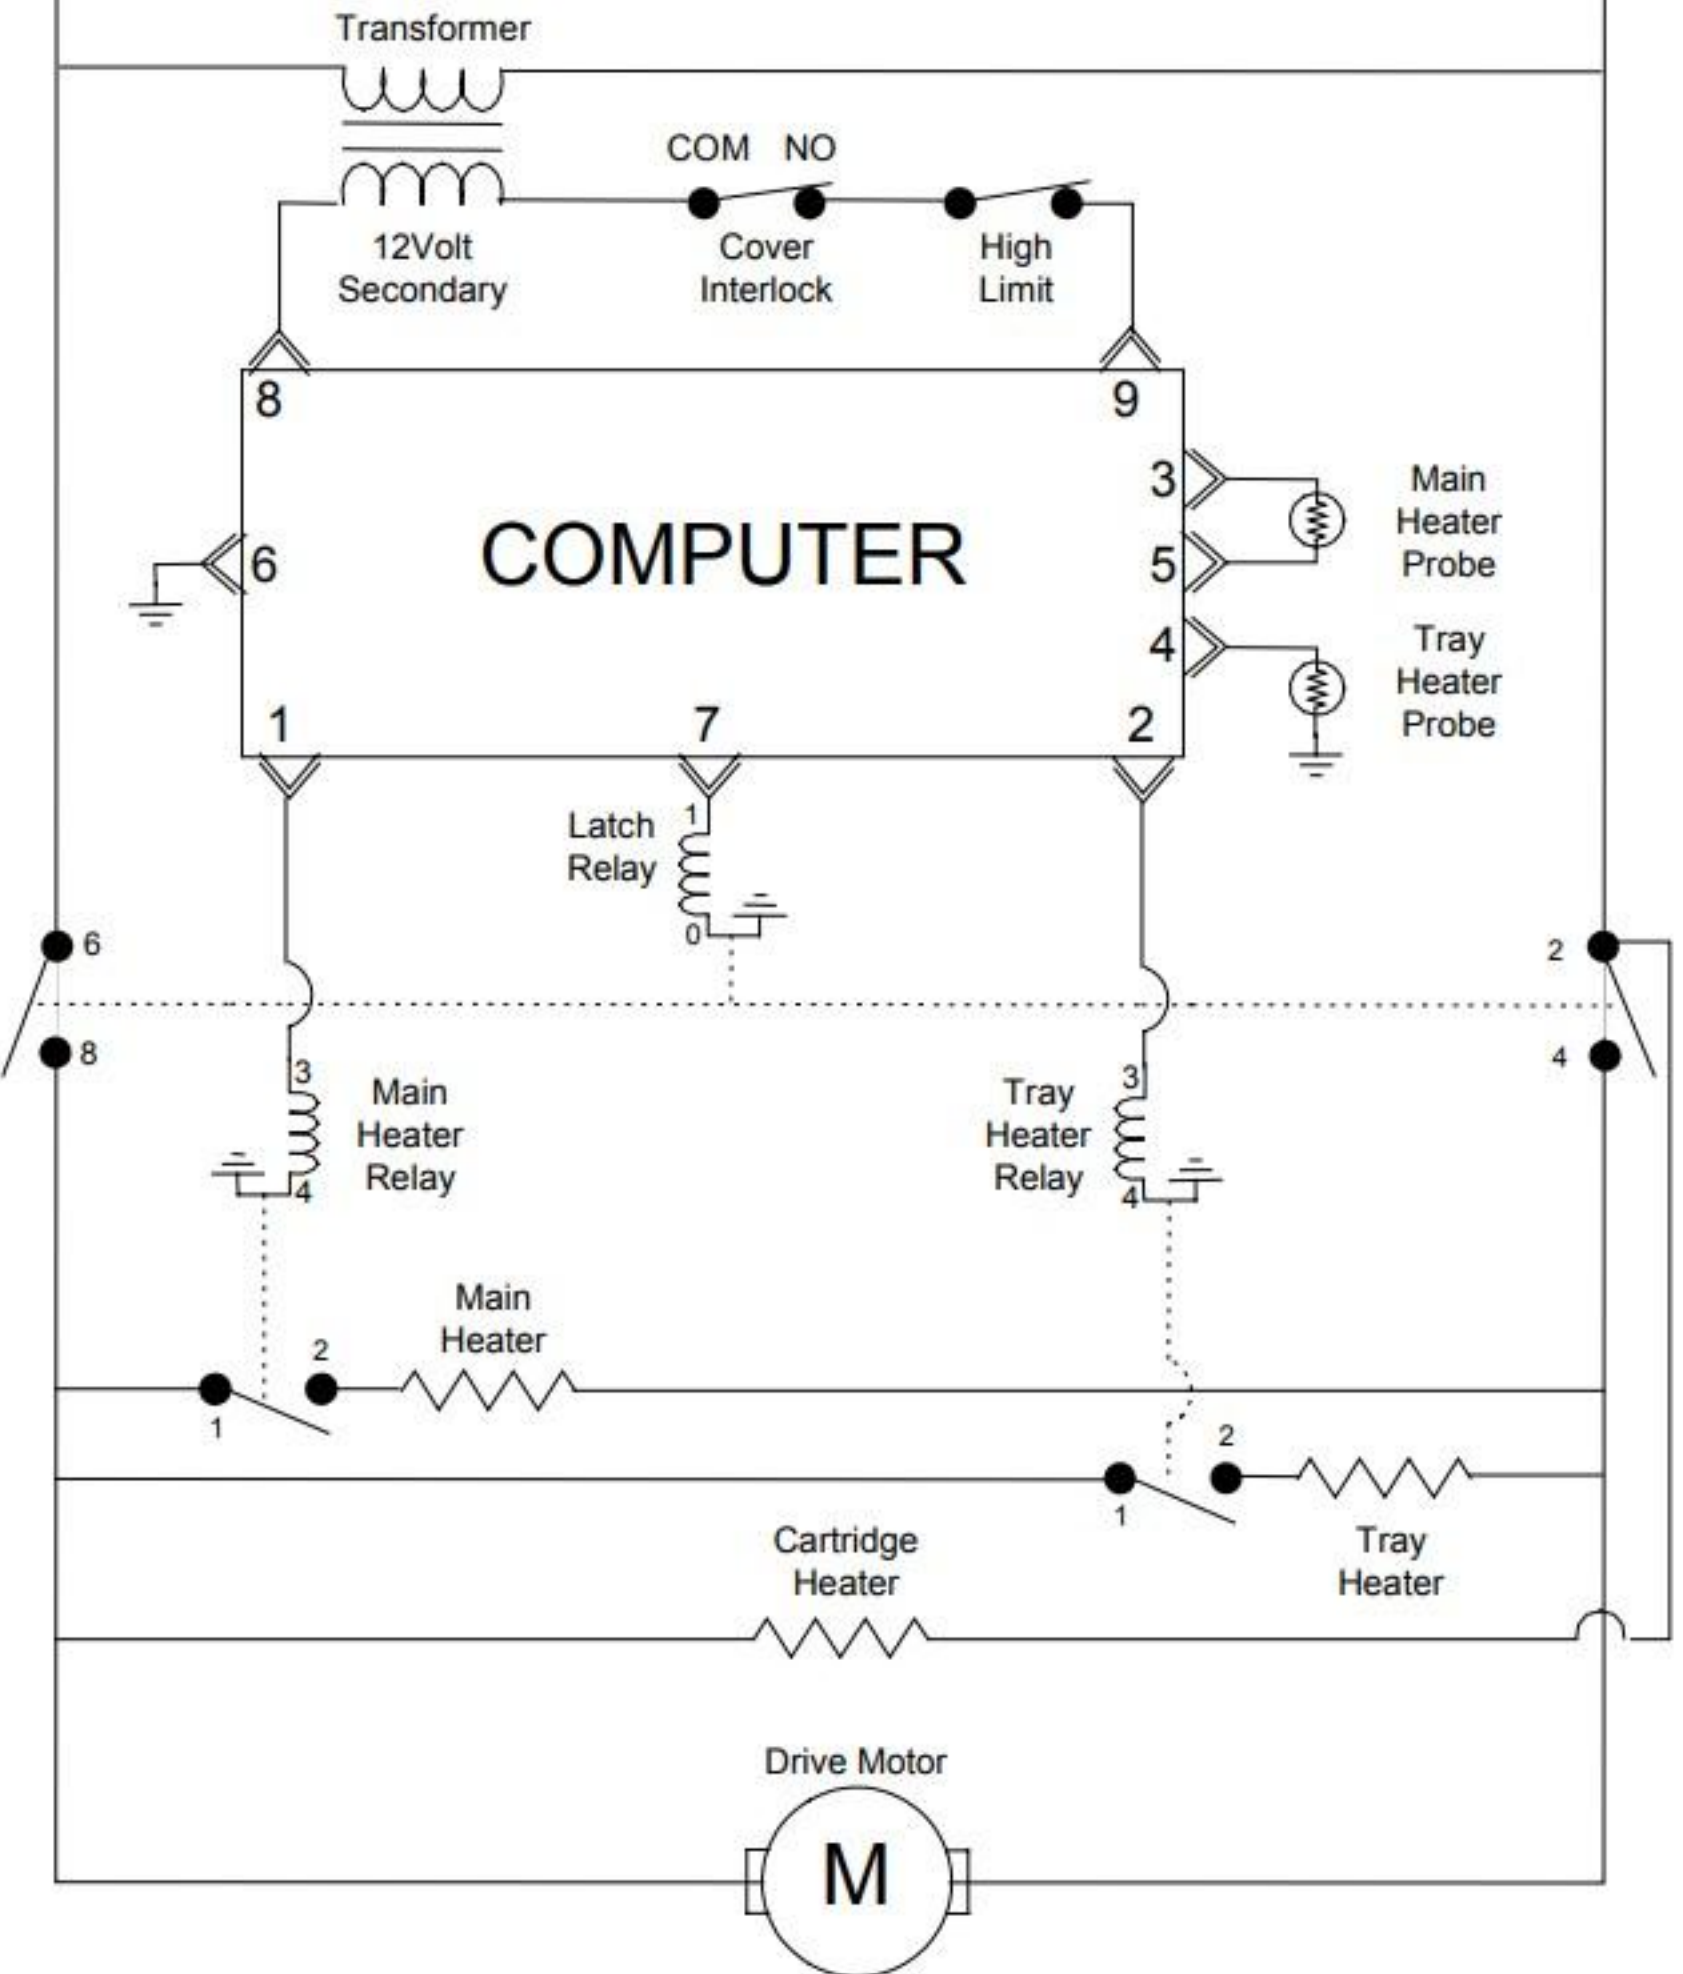 Transformer
COM NO
12Volt
Secondary
Cover
Interlock
High
Limit
8
9
3
Main
Heater
Probe
6
COMPUTER
5
4
Tray
Heater
Probe
1
7
2
Latch
Relay
1
0
6
2
8
4
3
Main
Heater
Relay
4
Tray
Heater
Relay
3
4
Main
Heater
2
1
2
1
Cartridge
Heater
Tray
Heater
Drive Motor
M